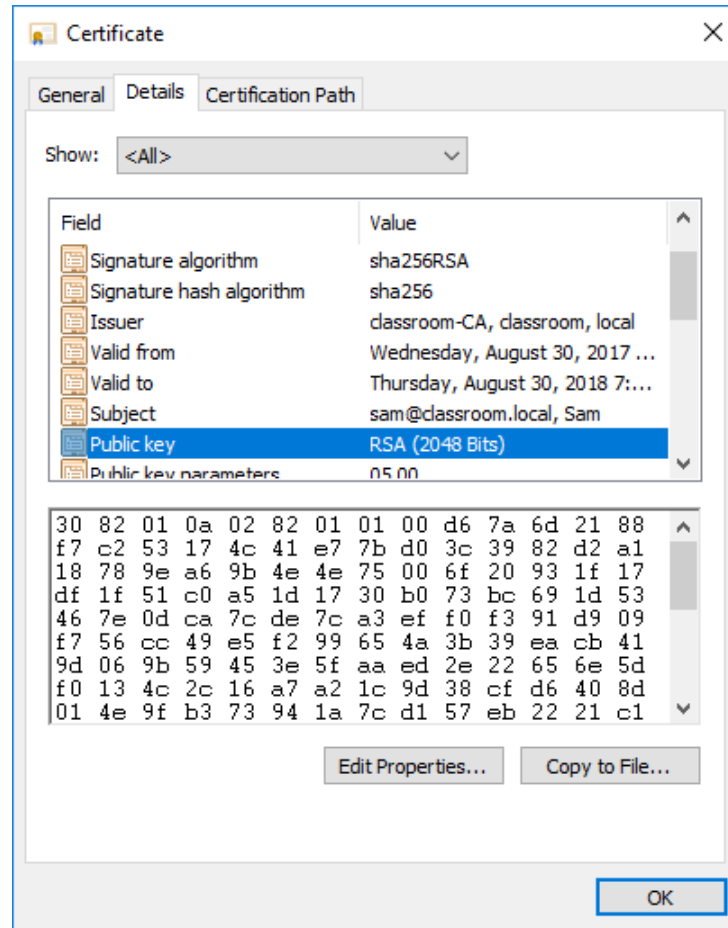 Certificate
General Details Certification Path
Show: <All>
Field Value
Signature algorithm sha256RSA
Signature hash algorithm sha256
Issuer classroom-CA, classroom, local
Valid from Wednesday, August 30, 2017 ...
Valid to Thursday, August 30, 2018 7:...
Subject sam@classroom.local, Sam
Public key RSA (2048 Bits)
Public key parameters 05 00
30 82 01 0a 02 82 01 01 00 d6 7a 6d 21 88
f7 c2 53 17 4c 41 e7 7b d0 3c 39 82 d2 a1
18 78 9e a6 9b 4e 4e 75 00 6f 20 93 1f 17
df 1f 51 c0 a5 1d 17 30 b0 73 bc 69 1d 53
46 7e 0d ca 7c de 7c a3 ef f0 f3 91 d9 09
f7 56 cc 49 e5 f2 99 65 4a 3b 39 ea cb 41
9d 06 9b 59 45 3e 5f aa ed 2e 22 65 6e 5d
f0 13 4c 2c 16 a7 a2 1c 9d 38 cf d6 40 8d
01 4e 9f b3 73 94 1a 7c d1 57 eb 22 21 c1
Edit Properties... Copy to File...
OK